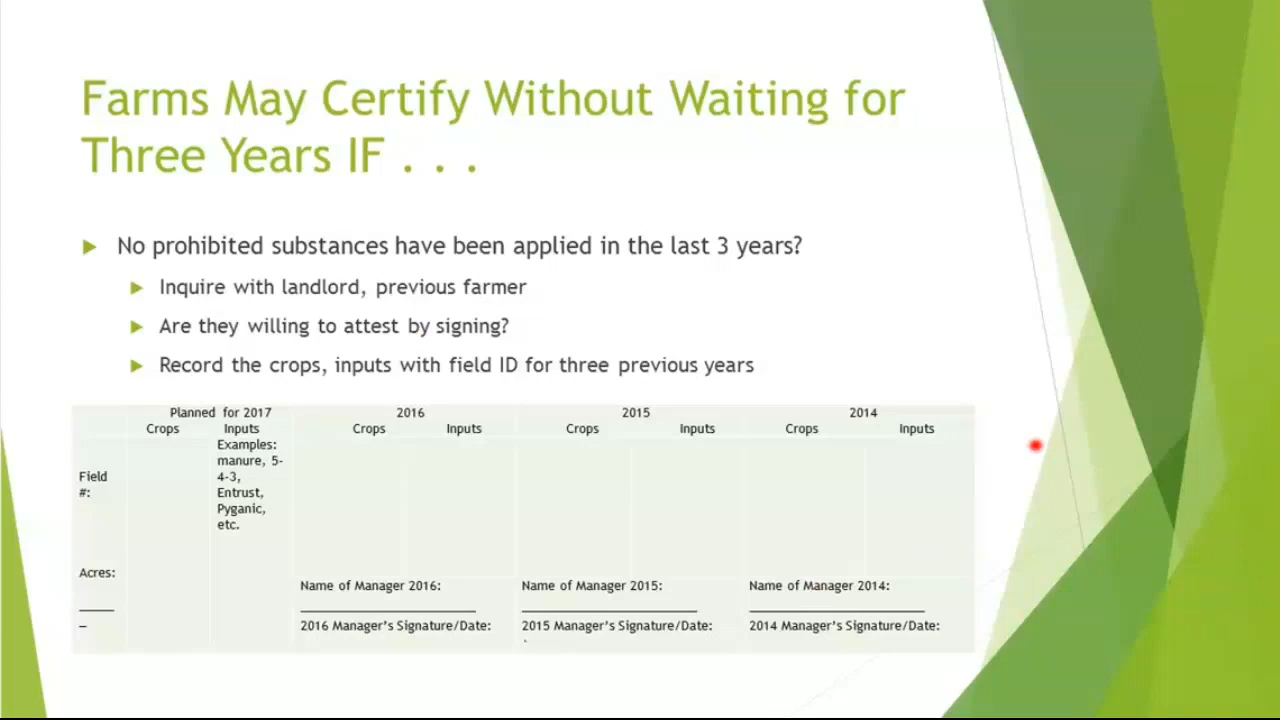 Farms May Certify Without Waiting for
Three Years IF . . .
No prohibited substances have been applied in the last 3 years?
Inquire with landlord, previous farmer
Are they willing to attest by signing?
Record the crops, inputs with field ID for three previous years
Planned for 2017 2016 2015 2014
Crops Inputs Crops Inputs Crops Inputs Crops Inputs
Examples:
manure, 5-
4-3,
Entrust,
Pyganic,
etc.
Field
#:
Acres:
Name of Manager 2016: Name of Manager 2015: Name of Manager 2014:
2016 Manager's Signature/Date: 2015 Manager's Signature/Date: 2014 Manager's Signature/Date: